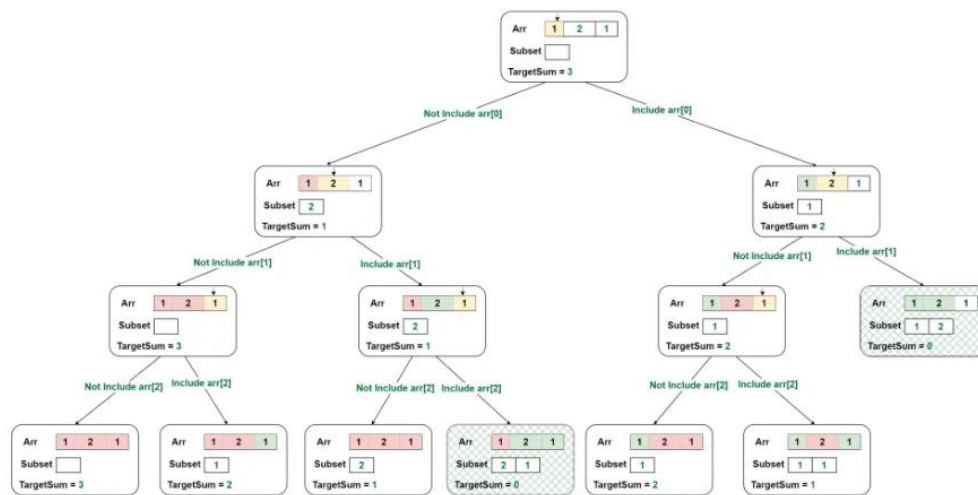 Arr 1 2 1
Subset
TargetSum = 3
Not Include arr[0]
Include arr[0]
Arr 1 2 1
Subset 2
TargetSum = 1
Arr 1 2 1
Subset 1
TargetSum = 2
Not Include arr[1]
Include arr[1]
Not Include arr[1]
Include arr[1]
Arr 1 2 1
Subset
TargetSum = 3
Arr 1 2 1
Subset 2
TargetSum = 1
Arr 1 2 1
Subset 1
TargetSum = 2
Arr 1 2 1
Subset 1 2
TargetSum = 0
Not Include arr[2]
Include arr[2]
Not Include arr[2]
Include arr[2]
Not Include arr[2]
Include arr[2]
Arr 1 2 1
Subset
TargetSum = 3
Arr 1 2 1
Subset 1
TargetSum = 2
Arr 1 2 1
Subset 2
TargetSum = 1
Arr 1 2 1
Subset 2 1
TargetSum = 0
Arr 1 2 1
Subset 1
TargetSum = 2
Arr 1 2 1
Subset 1 1
TargetSum = 1